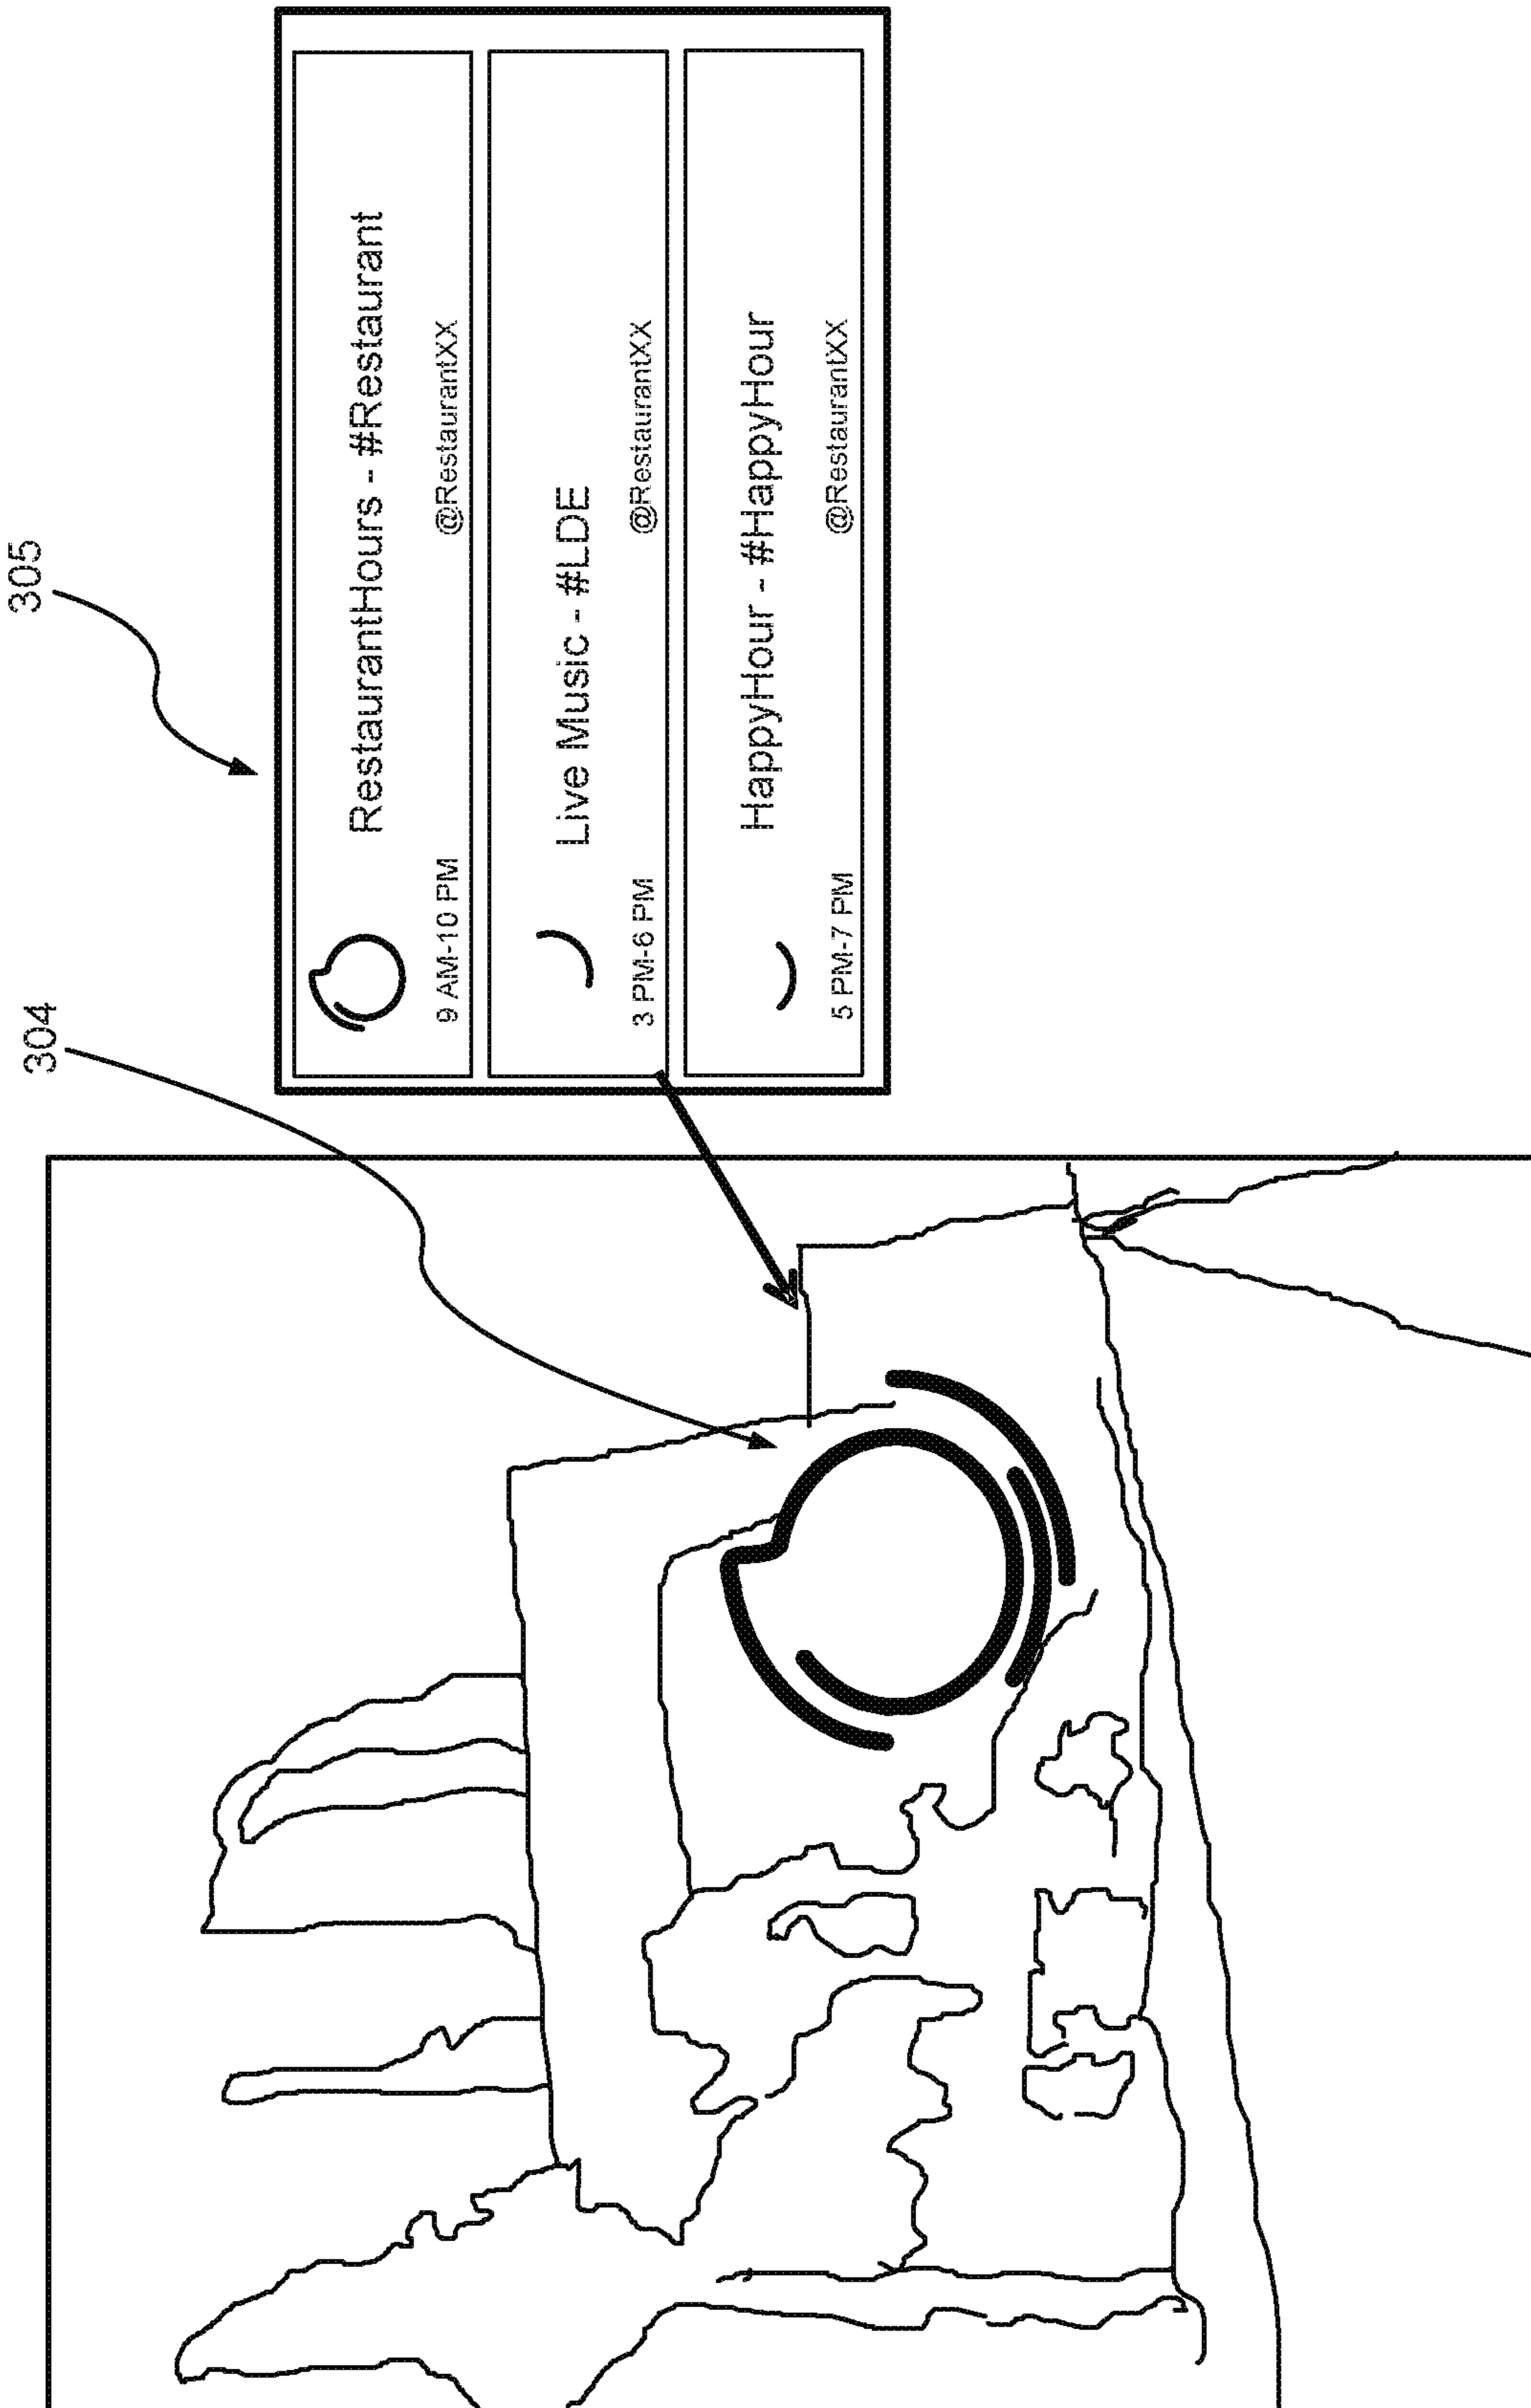 304
305
RestaurantHours - #Restaurant
9 AM-10 PM
@RestaurantXX
Live Music - #LDE
3 PM-6 PM
@RestaurantXX
HappyHour - #HappyHour
5 PM-7 PM
@RestaurantXX